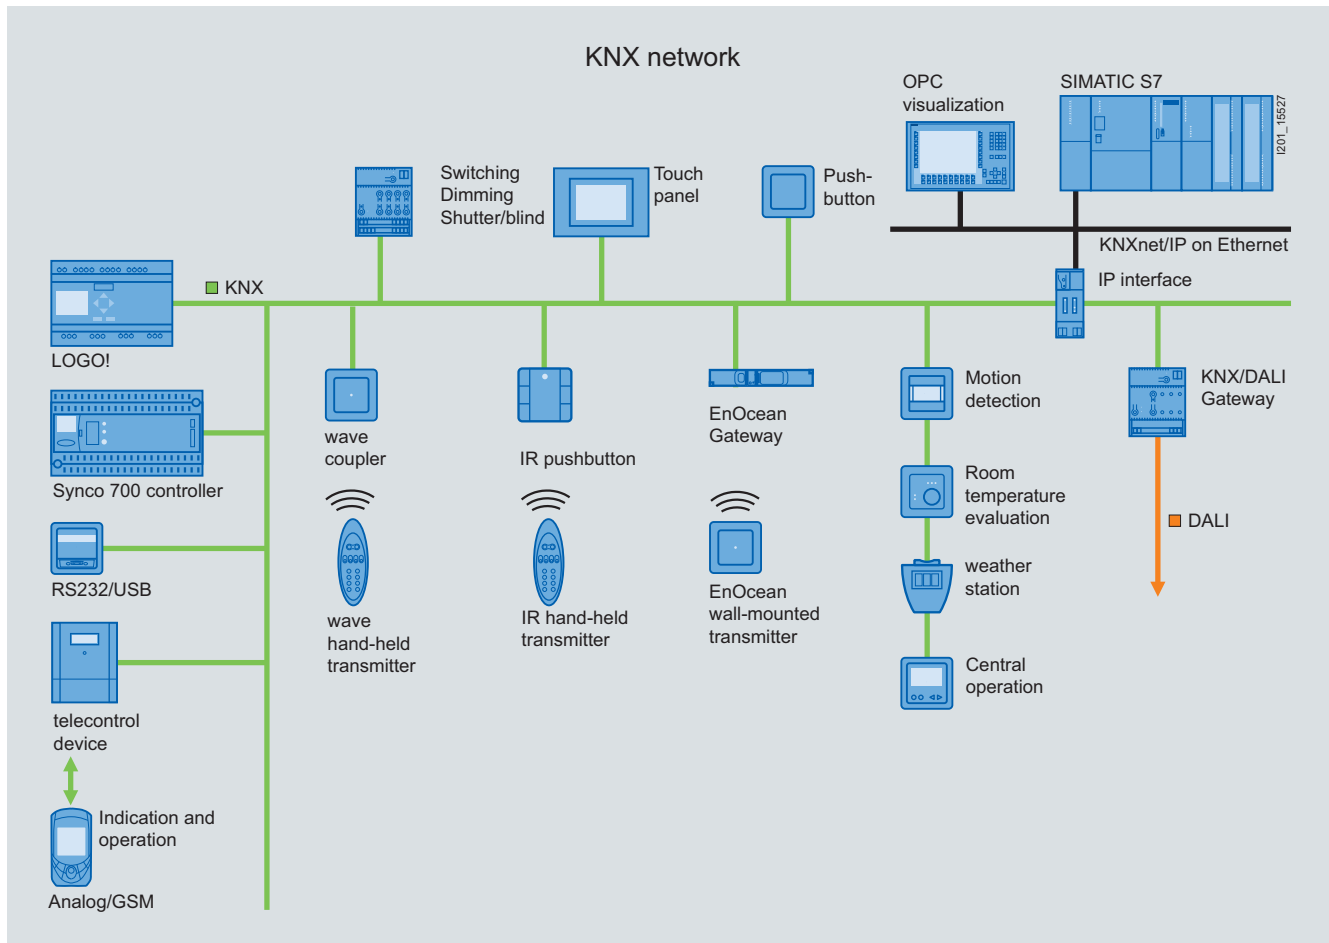 KNX network
OPC
visualization
SIMATIC S7
I201_15527
Switching
Dimming
Shutter/blind
Touch
panel
Push-
button
KNXnet/IP on Ethernet
IP interface
KNX
LOGO!
Synco 700 controller
RS232/USB
telecontrol
device
Indication and
operation
Analog/GSM
wave
coupler
wave
hand-held
transmitter
IR pushbutton
IR hand-held
transmitter
EnOcean
Gateway
EnOcean
wall-mounted
transmitter
Motion
detection
Room
temperature
evaluation
weather
station
Central
operation
KNX/DALI
Gateway
DALI